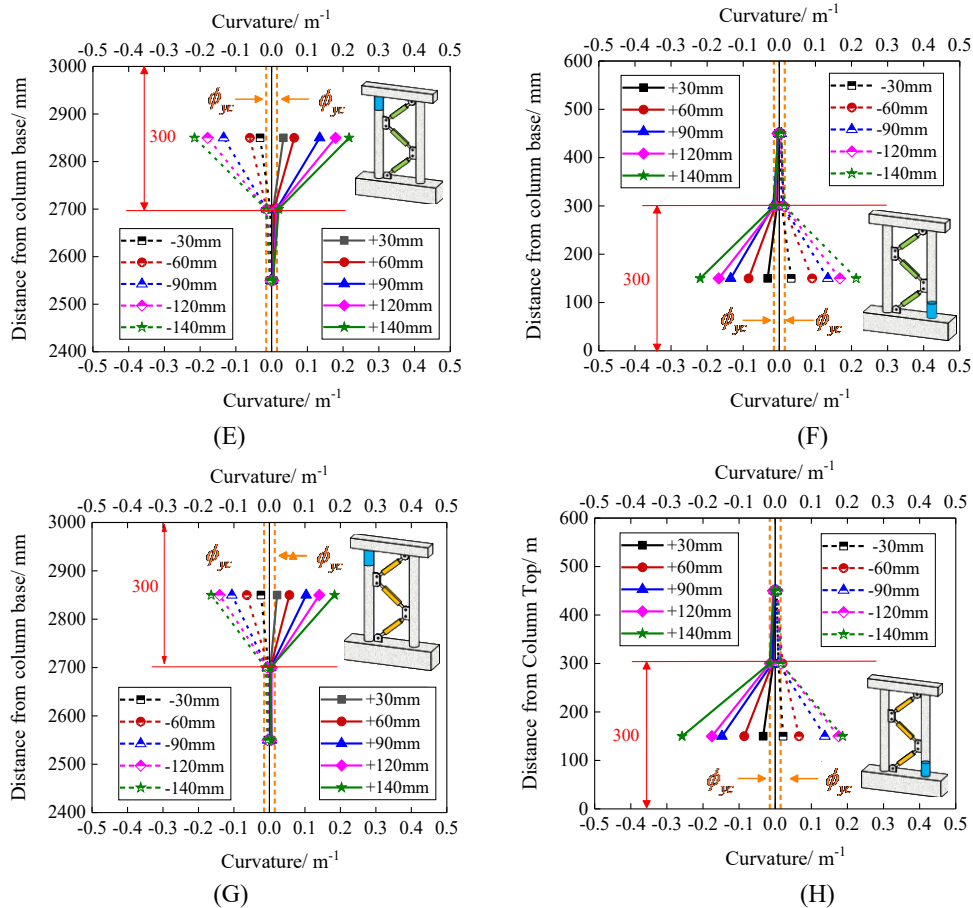 Curvature/ m-1
-0.5 -0.4 -0.3 -0.2 -0.1 0.0 0.1 0.2 0.3 0.4 0.5
3000
2900
2800
2700
2600
2500
2400
Distance from column base/ mm
300
ϕyc ϕyc
-30mm
-60mm
-90mm
-120mm
-140mm
+30mm
+60mm
+90mm
+120mm
+140mm
-0.5 -0.4 -0.3 -0.2 -0.1 0.0 0.1 0.2 0.3 0.4 0.5
Curvature/ m-1
(E)
Curvature/ m-1
-0.5 -0.4 -0.3 -0.2 -0.1 0.0 0.1 0.2 0.3 0.4 0.5
600
500
400
300
200
100
0
Distance from column base/ mm
+30mm
+60mm
+90mm
+120mm
+140mm
-30mm
-60mm
-90mm
-120mm
-140mm
300
ϕyc ϕyc
-0.5 -0.4 -0.3 -0.2 -0.1 0.0 0.1 0.2 0.3 0.4 0.5
Curvature/ m-1
(F)
Curvature/ m-1
-0.5 -0.4 -0.3 -0.2 -0.1 0.0 0.1 0.2 0.3 0.4 0.5
3000
2900
2800
2700
2600
2500
2400
Distance from column base/ mm
300
ϕyc ϕyc
-30mm
-60mm
-90mm
-120mm
-140mm
+30mm
+60mm
+90mm
+120mm
+140mm
-0.5 -0.4 -0.3 -0.2 -0.1 0.0 0.1 0.2 0.3 0.4 0.5
Curvature/ m-1
(G)
Curvature/ m-1
-0.5 -0.4 -0.3 -0.2 -0.1 0.0 0.1 0.2 0.3 0.4 0.5
600
500
400
300
200
100
0
Distance from Column Top/ m
+30mm
+60mm
+90mm
+120mm
+140mm
-30mm
-60mm
-90mm
-120mm
-140mm
300
ϕyc ϕyc
-0.5 -0.4 -0.3 -0.2 -0.1 0.0 0.1 0.2 0.3 0.4 0.5
Curvature/ m-1
(H)